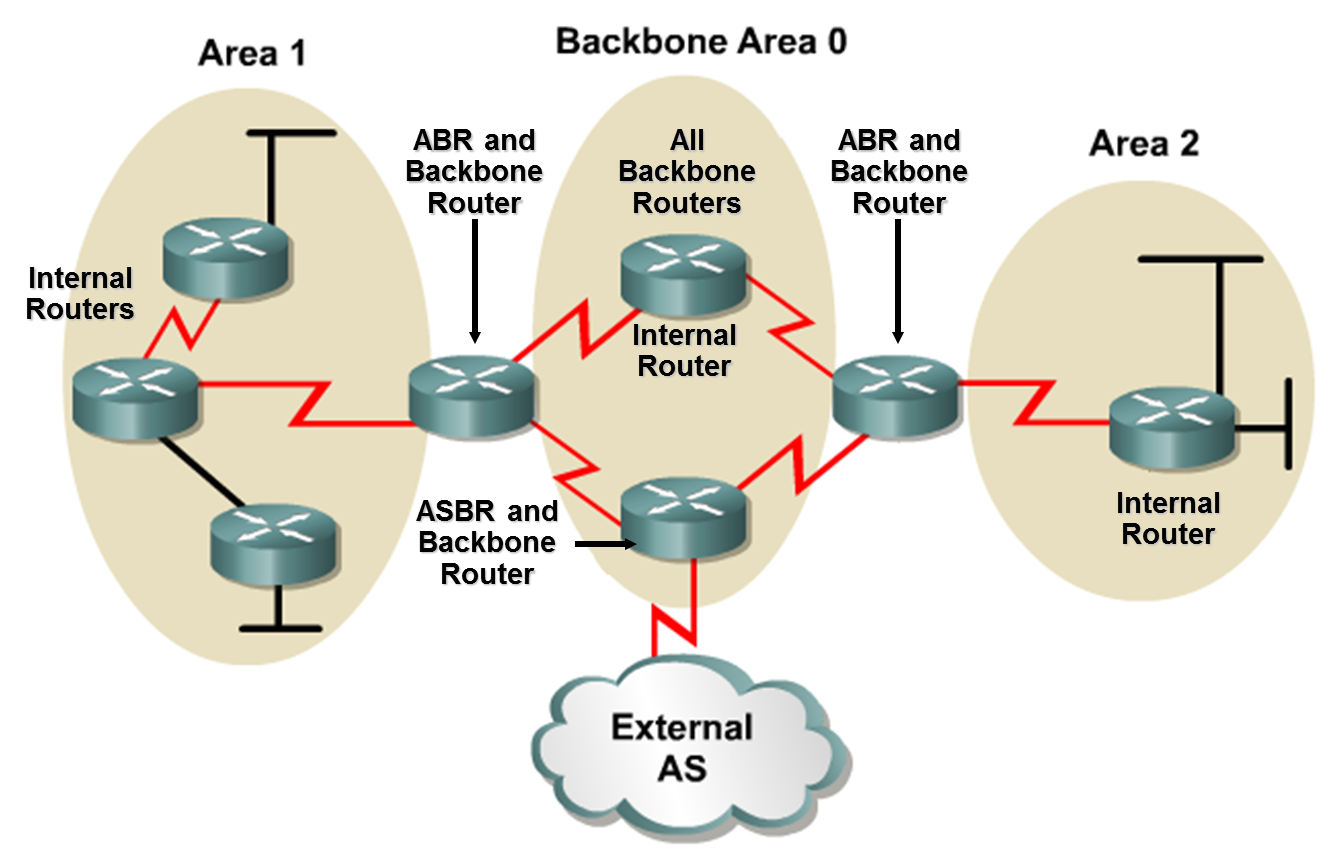 Backbone Area 0
Area 1
Area 2
ABR and
Backbone
Router
All
Backbone
Routers
ABR and
Backbone
Router
Internal
Routers
Internal
Router
ASBR and
Backbone
Router
Internal
Router
External
AS